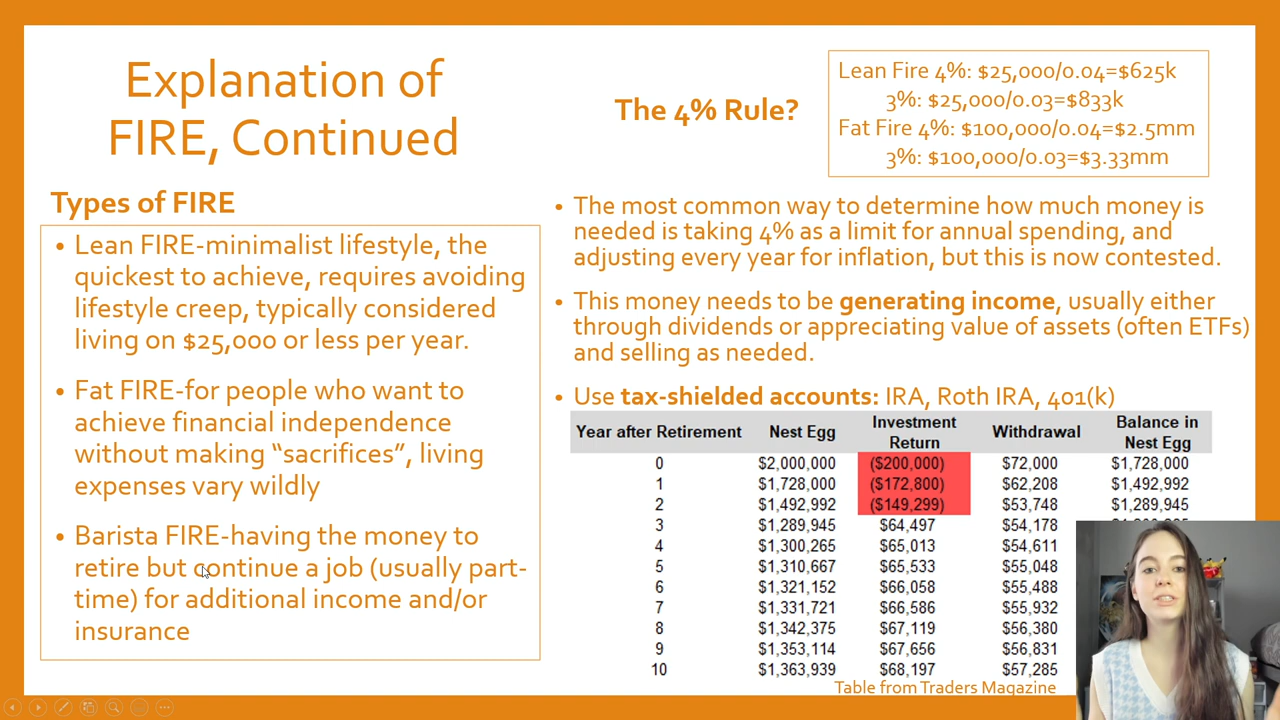 Explanation of
FIRE, Continued
Types of FIRE
• Lean FIRE-minimalist lifestyle, the
quickest to achieve, requires avoiding
lifestyle creep, typically considered
living on $25,000 or less per year.
• Fat FIRE-for people who want to
achieve financial independence
without making “sacrifices”, living
expenses vary wildly
• Barista FIRE-having the money to
retire but continue a job (usually part-
time) for additional income and/or
insurance
The 4% Rule?
Lean Fire 4%: $25,000/0.04=$625k
3%: $25,000/0.03=$833k
Fat Fire 4%: $100,000/0.04=$2.5mm
3%: $100,000/0.03=$3.33mm
• The most common way to determine how much money is
needed is taking 4% as a limit for annual spending, and
adjusting every year for inflation, but this is now contested.
• This money needs to be generating income, usually either
through dividends or appreciating value of assets (often ETFs)
and selling as needed.
• Use tax-shielded accounts: IRA, Roth IRA, 401(k)
Year after Retirement Nest Egg Investment Return Withdrawal Balance in Nest Egg
0 $2,000,000 ($200,000) $72,000 $1,728,000
1 $1,728,000 ($172,800) $62,208 $1,492,992
2 $1,492,992 ($149,299) $53,748 $1,289,945
3 $1,289,945 $64,497 $54,178
4 $1,300,265 $65,013 $54,611
5 $1,310,667 $65,533 $55,048
6 $1,321,152 $66,058 $55,488
7 $1,331,721 $66,586 $55,932
8 $1,342,375 $67,119 $56,380
9 $1,353,114 $67,656 $56,831
10 $1,363,939 $68,197 $57,285
Table from Traders Magazine